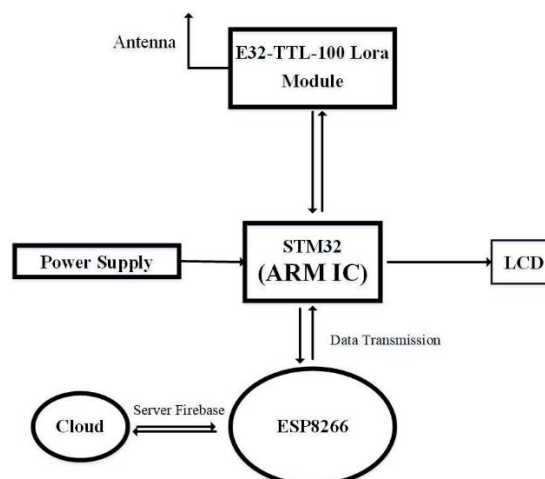 Antenna
E32-TTL-100 Lora
Module
STM32
(ARM IC)
Power Supply
LCD
Data Transmission
Server Firebase
Cloud
ESP8266